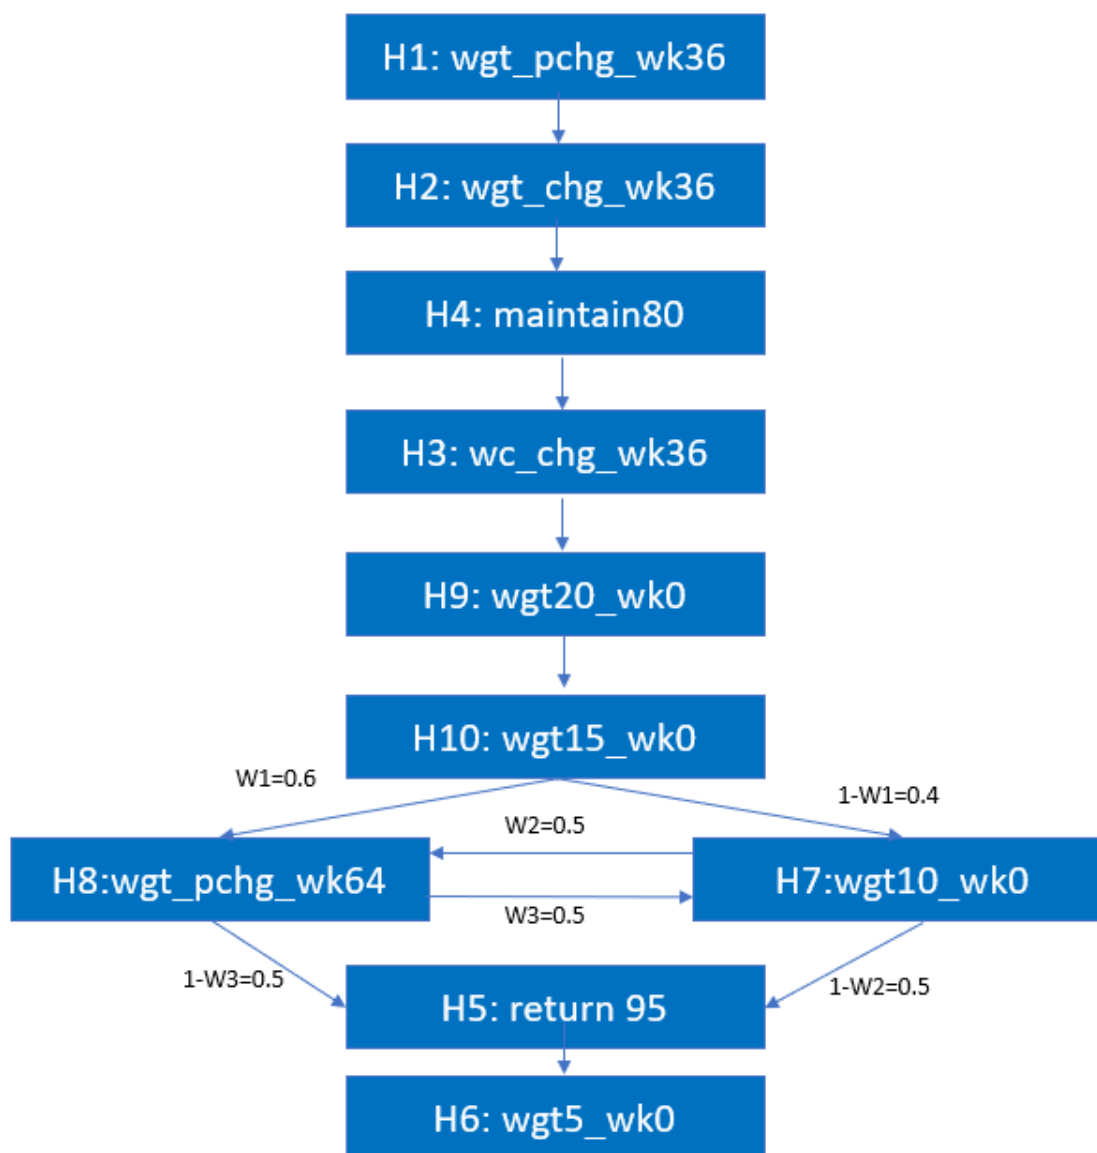 H1: wgt_pchg_wk36
H2: wgt_chg_wk36
H4: maintain80
H3: wc_chg_wk36
H9: wgt20_wk0
H10: wgt15_wk0
W1=0.6
1-W1=0.4
W2=0.5
H8:wgt_pchg_wk64
H7:wgt10_wk0
W3=0.5
1-W3=0.5
1-W2=0.5
H5: return 95
H6: wgt5_wk0